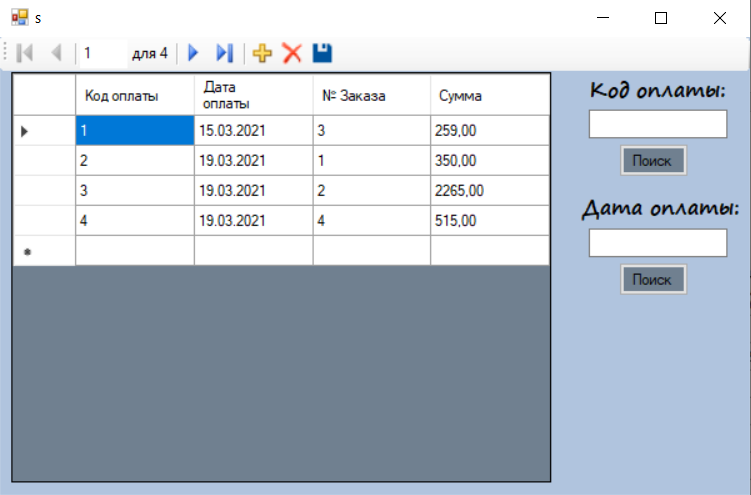 s
1 для 4
Код оплаты Дата оплаты № Заказа Сумма
1 15.03.2021 3 259,00
2 19.03.2021 1 350,00
3 19.03.2021 2 2265,00
4 19.03.2021 4 515,00
Код оплаты:
Поиск
Дата оплаты:
Поиск